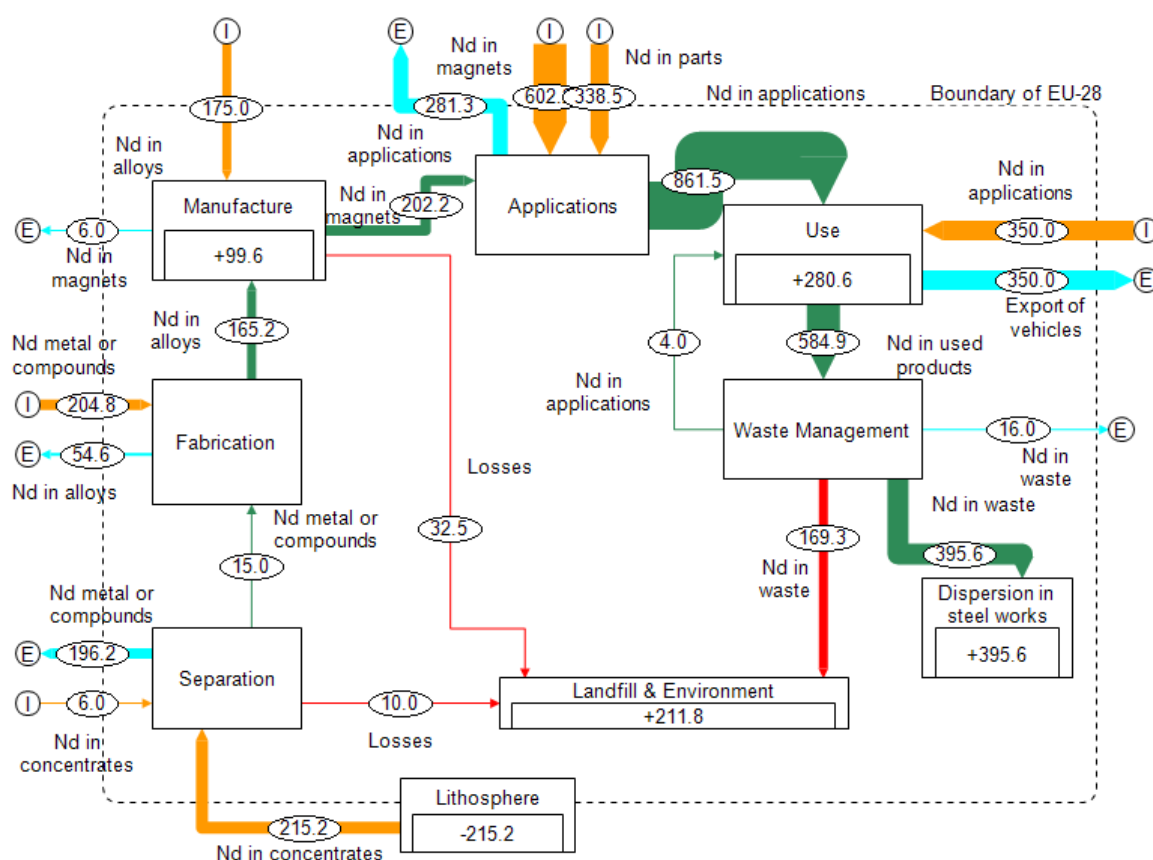 I
E
I
I
Nd in
magnets
Nd in parts
Nd in applications
Boundary of EU-28
175.0
281.3
602.
338.5
Nd in
alloys
Nd in
applications
Manufacture
+99.6
Nd in
magnets
202.2
Applications
861.5
Nd in
applications
Use
+280.6
350.0
I
E
6.0
Nd in
magnets
350.0
E
Export of
vehicles
Nd in
alloys
165.2
4.0
584.9
Nd in used
products
Nd metal or
compounds
I
204.8
Fabrication
E
54.6
Nd in alloys
Nd in
applications
Waste Management
16.0
E
Nd in
waste
Losses
Nd in waste
Nd metal or
compounds
32.5
169.3
395.6
15.0
Nd in
waste
Nd metal or
compounds
Dispersion in
steel works
+395.6
E
196.2
Separation
I
6.0
10.0
Losses
Landfill & Environment
+211.8
Nd in
concentrates
Lithosphere
-215.2
215.2
Nd in concentrates